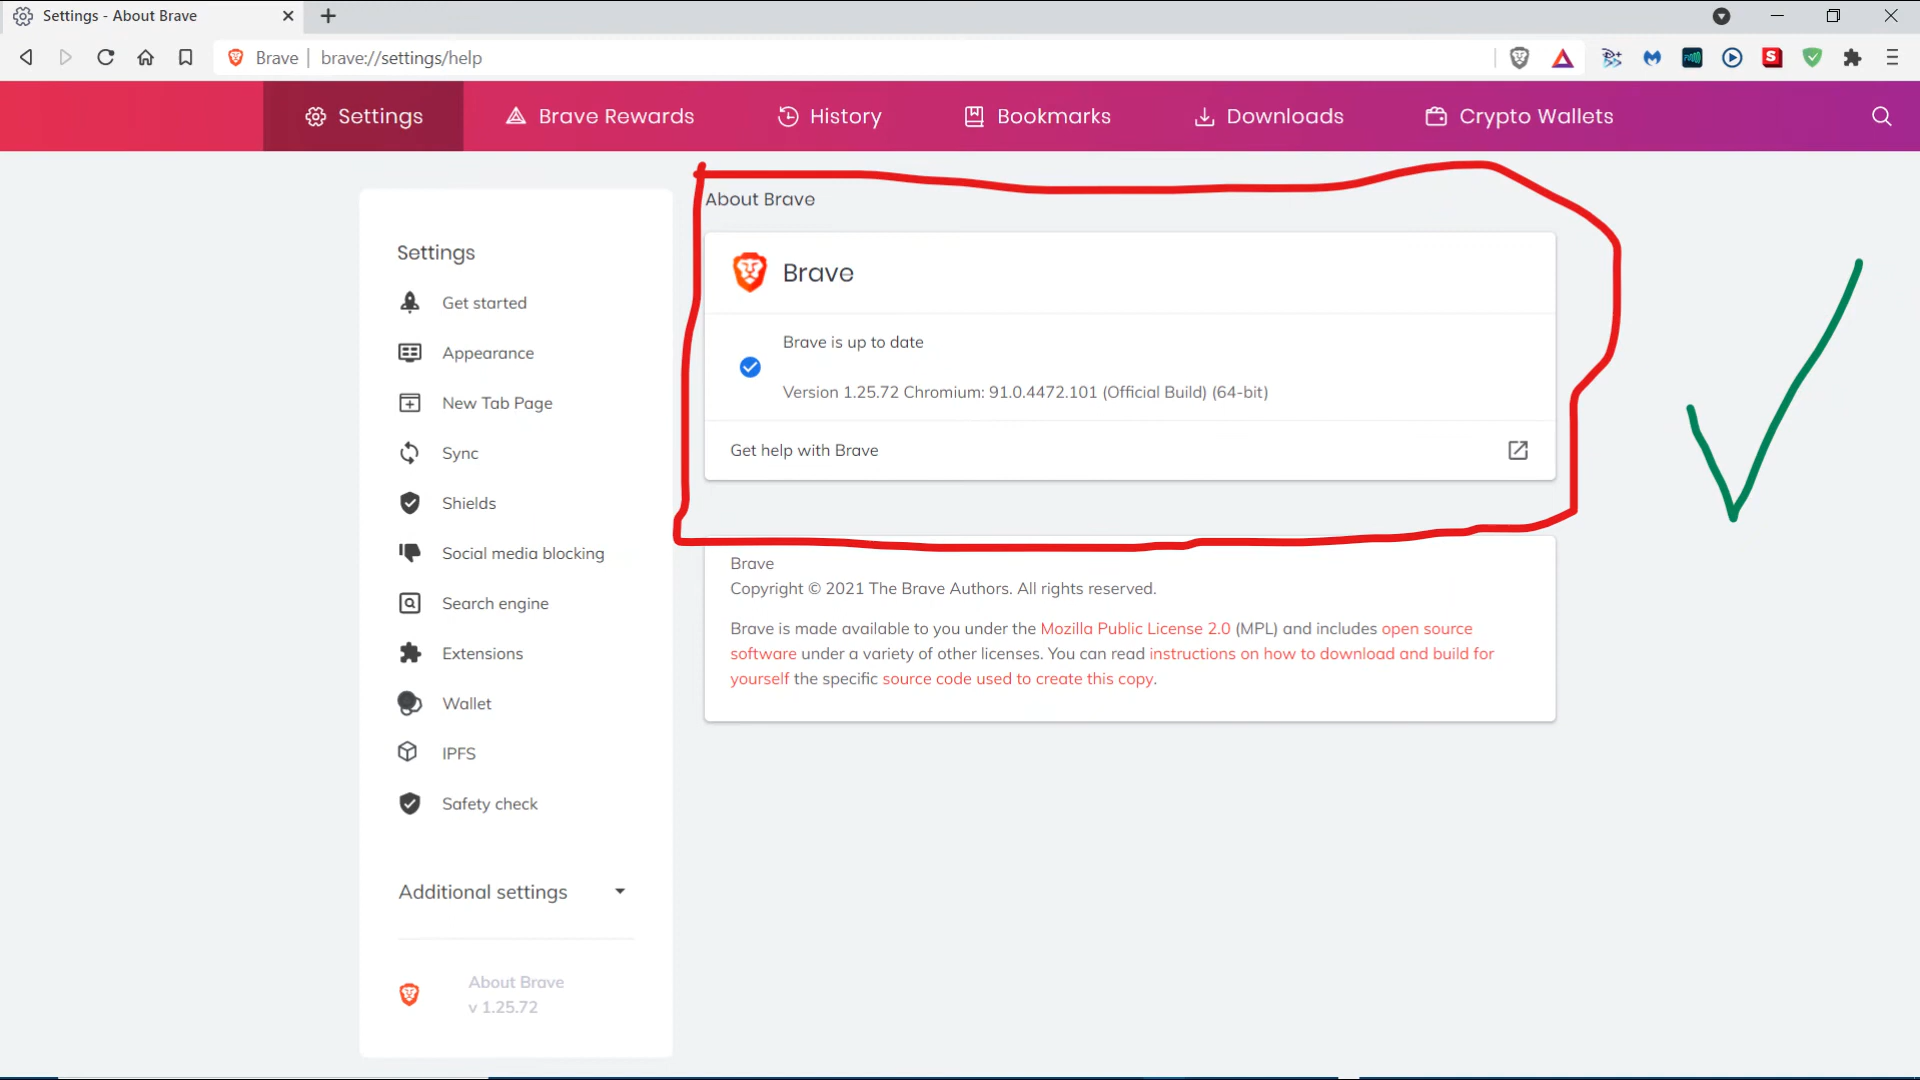 Settings - About Brave
Brave | brave://settings/help
Settings
Brave Rewards
History
Bookmarks
Downloads
Crypto Wallets
Settings
Get started
Appearance
New Tab Page
Sync
Shields
Social media blocking
Search engine
Extensions
Wallet
IPFS
Safety check
Additional settings
About Brave
v 1.25.72
About Brave
Brave
Brave is up to date
Version 1.25.72 Chromium: 91.0.4472.101 (Official Build) (64-bit)
Get help with Brave
Brave
Copyright © 2021 The Brave Authors. All rights reserved.
Brave is made available to you under the Mozilla Public License 2.0 (MPL) and includes open source
software under a variety of other licenses. You can read instructions on how to download and build for
yourself the specific source code used to create this copy.